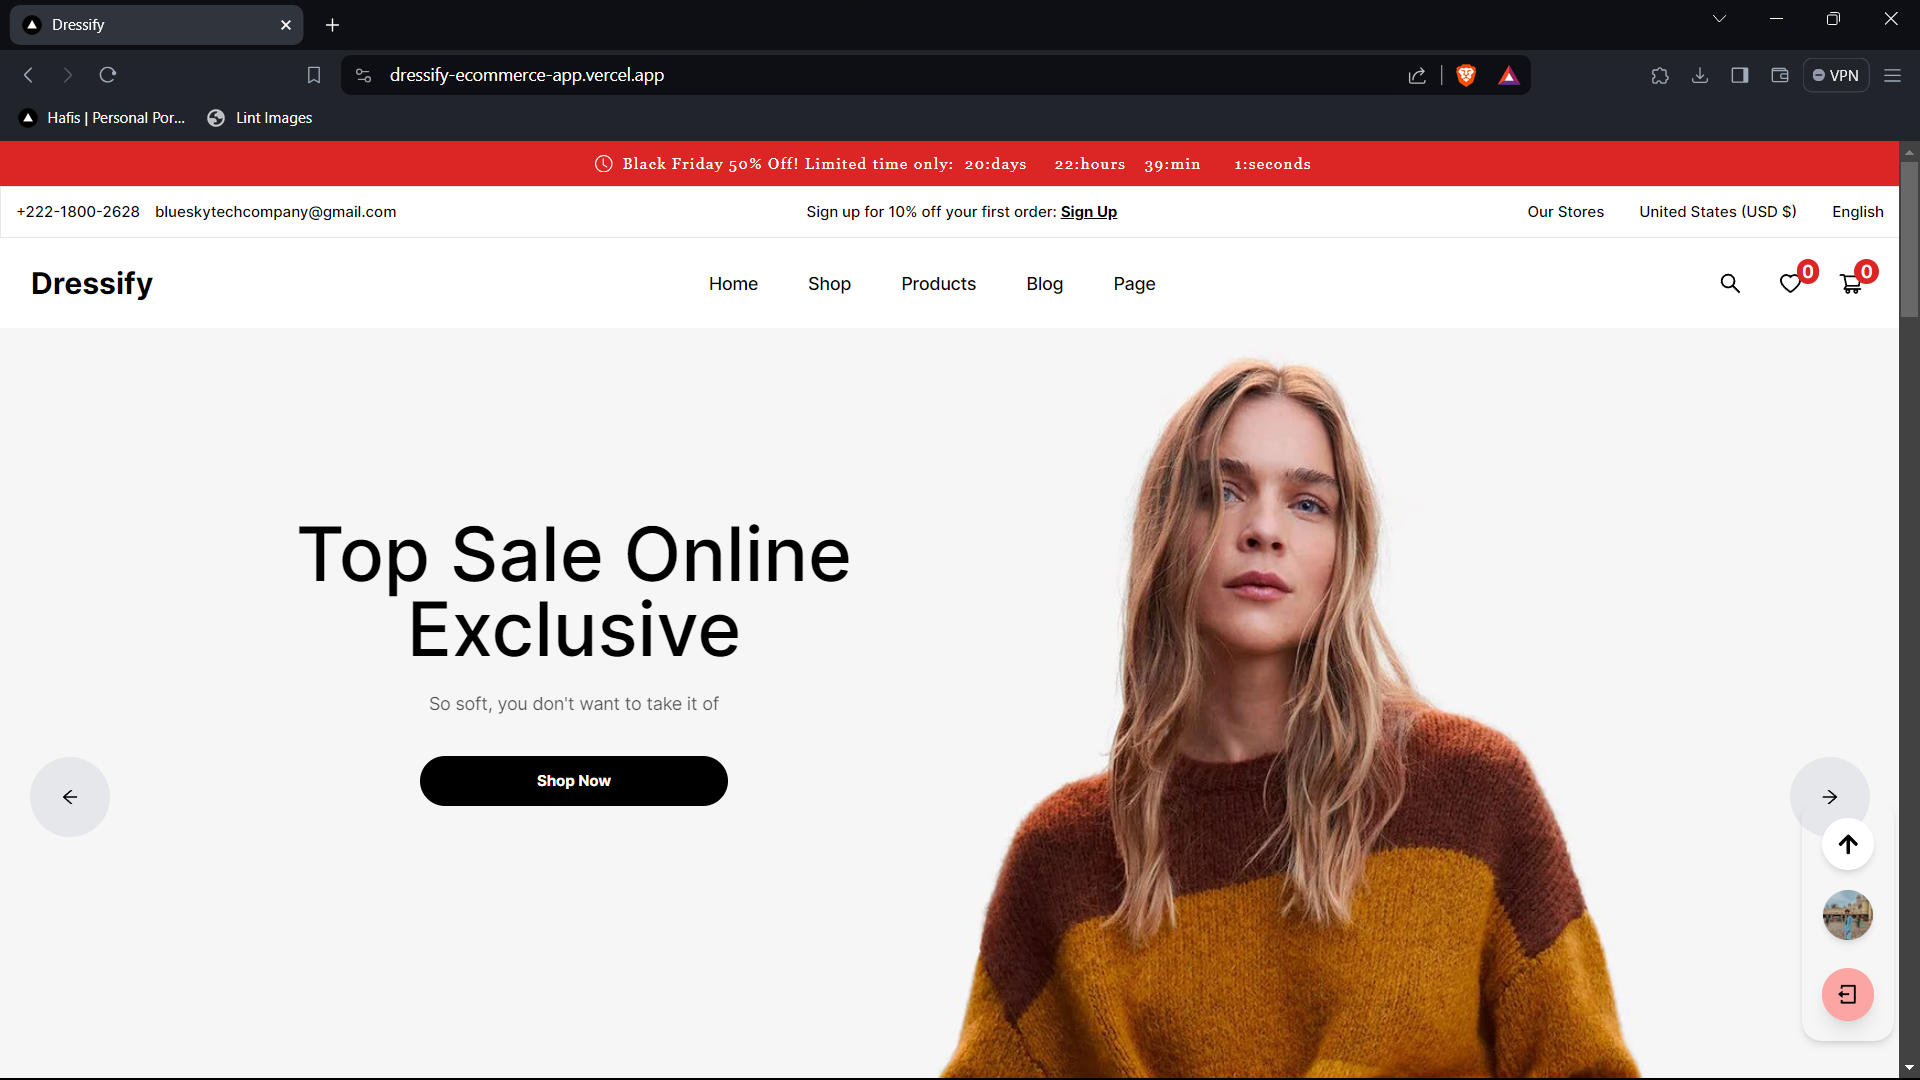 Dressify
dressify-ecommerce-app.vercel.app
VPN
Hafis | Personal Por...
Lint Images
Black Friday 50% Off! Limited time only: 20:days 22:hours 39:min 1:seconds
+222-1800-2628 blueskytechcompany@gmail.com
Sign up for 10% off your first order: Sign Up
Our Stores United States (USD $) English
Dressify
Home Shop Products Blog Page
0 0
Top Sale Online
Exclusive
So soft, you don't want to take it of
Shop Now